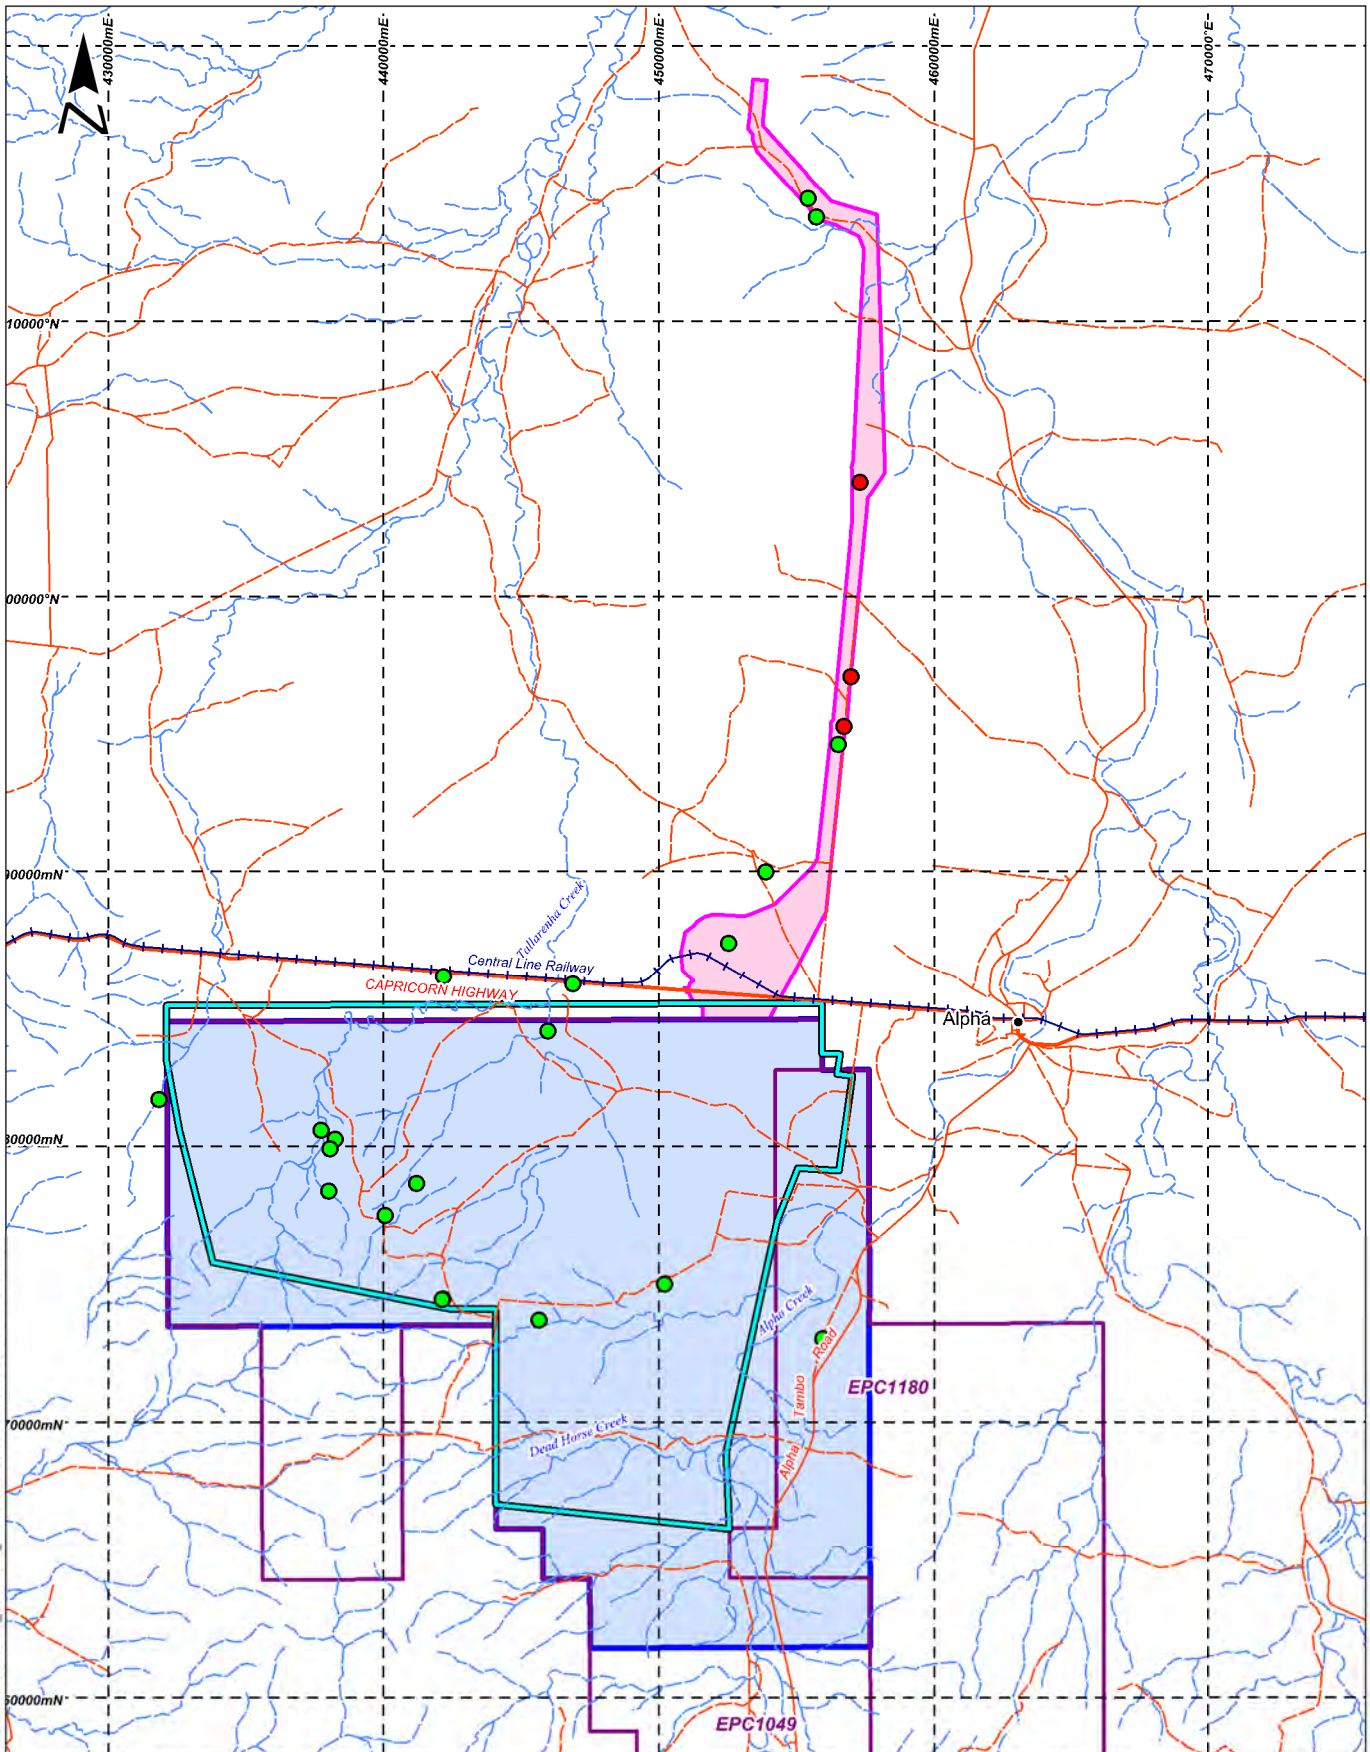 430000mE-
440000mE-
450000mE-
460000mE-
470000°E-
N
10000°N
00000°N
90000mN
Tallarenha Creek
Central Line Railway
CAPRICORN HIGHWAY
Alpha
80000mN
Alpha Creek
Road
EPC1180
Tambo
70000mN
Dead Horse Creek
Alpha
60000mN
EPC1049